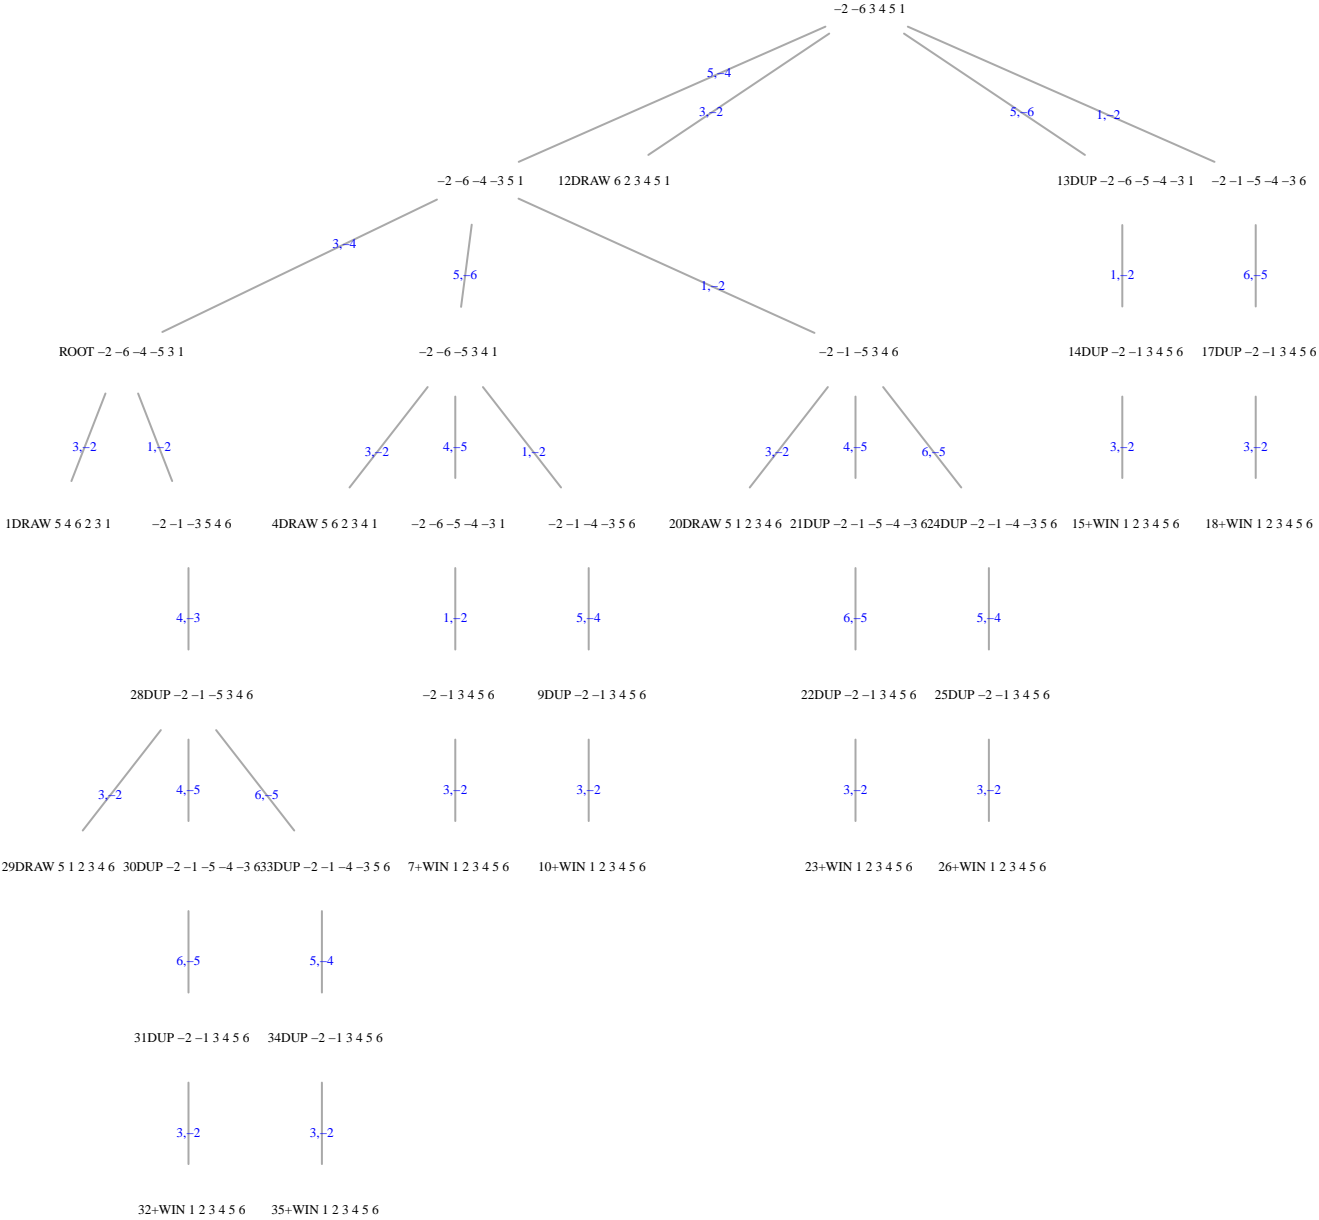 −2 −6 3 4 5 1
5,−4
3,−2
5,−6
1,−2
−2 −6 −4 −3 5 1
12DRAW 6 2 3 4 5 1
13DUP −2 −6 −5 −4 −3 1
−2 −1 −5 −4 −3 6
3,−4
5,−6
1,−2
1,−2
6,−5
ROOT −2 −6 −4 −5 3 1
−2 −6 −5 3 4 1
−2 −1 −5 3 4 6
14DUP −2 −1 3 4 5 6
17DUP −2 −1 3 4 5 6
3,−2
1,−2
3,−2
4,−5
1,−2
3,−2
4,−5
6,−5
3,−2
3,−2
1DRAW 5 4 6 2 3 1
−2 −1 −3 5 4 6
4DRAW 5 6 2 3 4 1
−2 −6 −5 −4 −3 1
−2 −1 −4 −3 5 6
20DRAW 5 1 2 3 4 6
21DUP −2 −1 −5 −4 −3 6
24DUP −2 −1 −4 −3 5 6
15+WIN 1 2 3 4 5 6
18+WIN 1 2 3 4 5 6
4,−3
1,−2
5,−4
6,−5
5,−4
28DUP −2 −1 −5 3 4 6
−2 −1 3 4 5 6
9DUP −2 −1 3 4 5 6
22DUP −2 −1 3 4 5 6
25DUP −2 −1 3 4 5 6
3,−2
4,−5
6,−5
3,−2
3,−2
3,−2
3,−2
29DRAW 5 1 2 3 4 6
30DUP −2 −1 −5 −4 −3 6
33DUP −2 −1 −4 −3 5 6
7+WIN 1 2 3 4 5 6
10+WIN 1 2 3 4 5 6
23+WIN 1 2 3 4 5 6
26+WIN 1 2 3 4 5 6
6,−5
5,−4
31DUP −2 −1 3 4 5 6
34DUP −2 −1 3 4 5 6
3,−2
3,−2
32+WIN 1 2 3 4 5 6
35+WIN 1 2 3 4 5 6